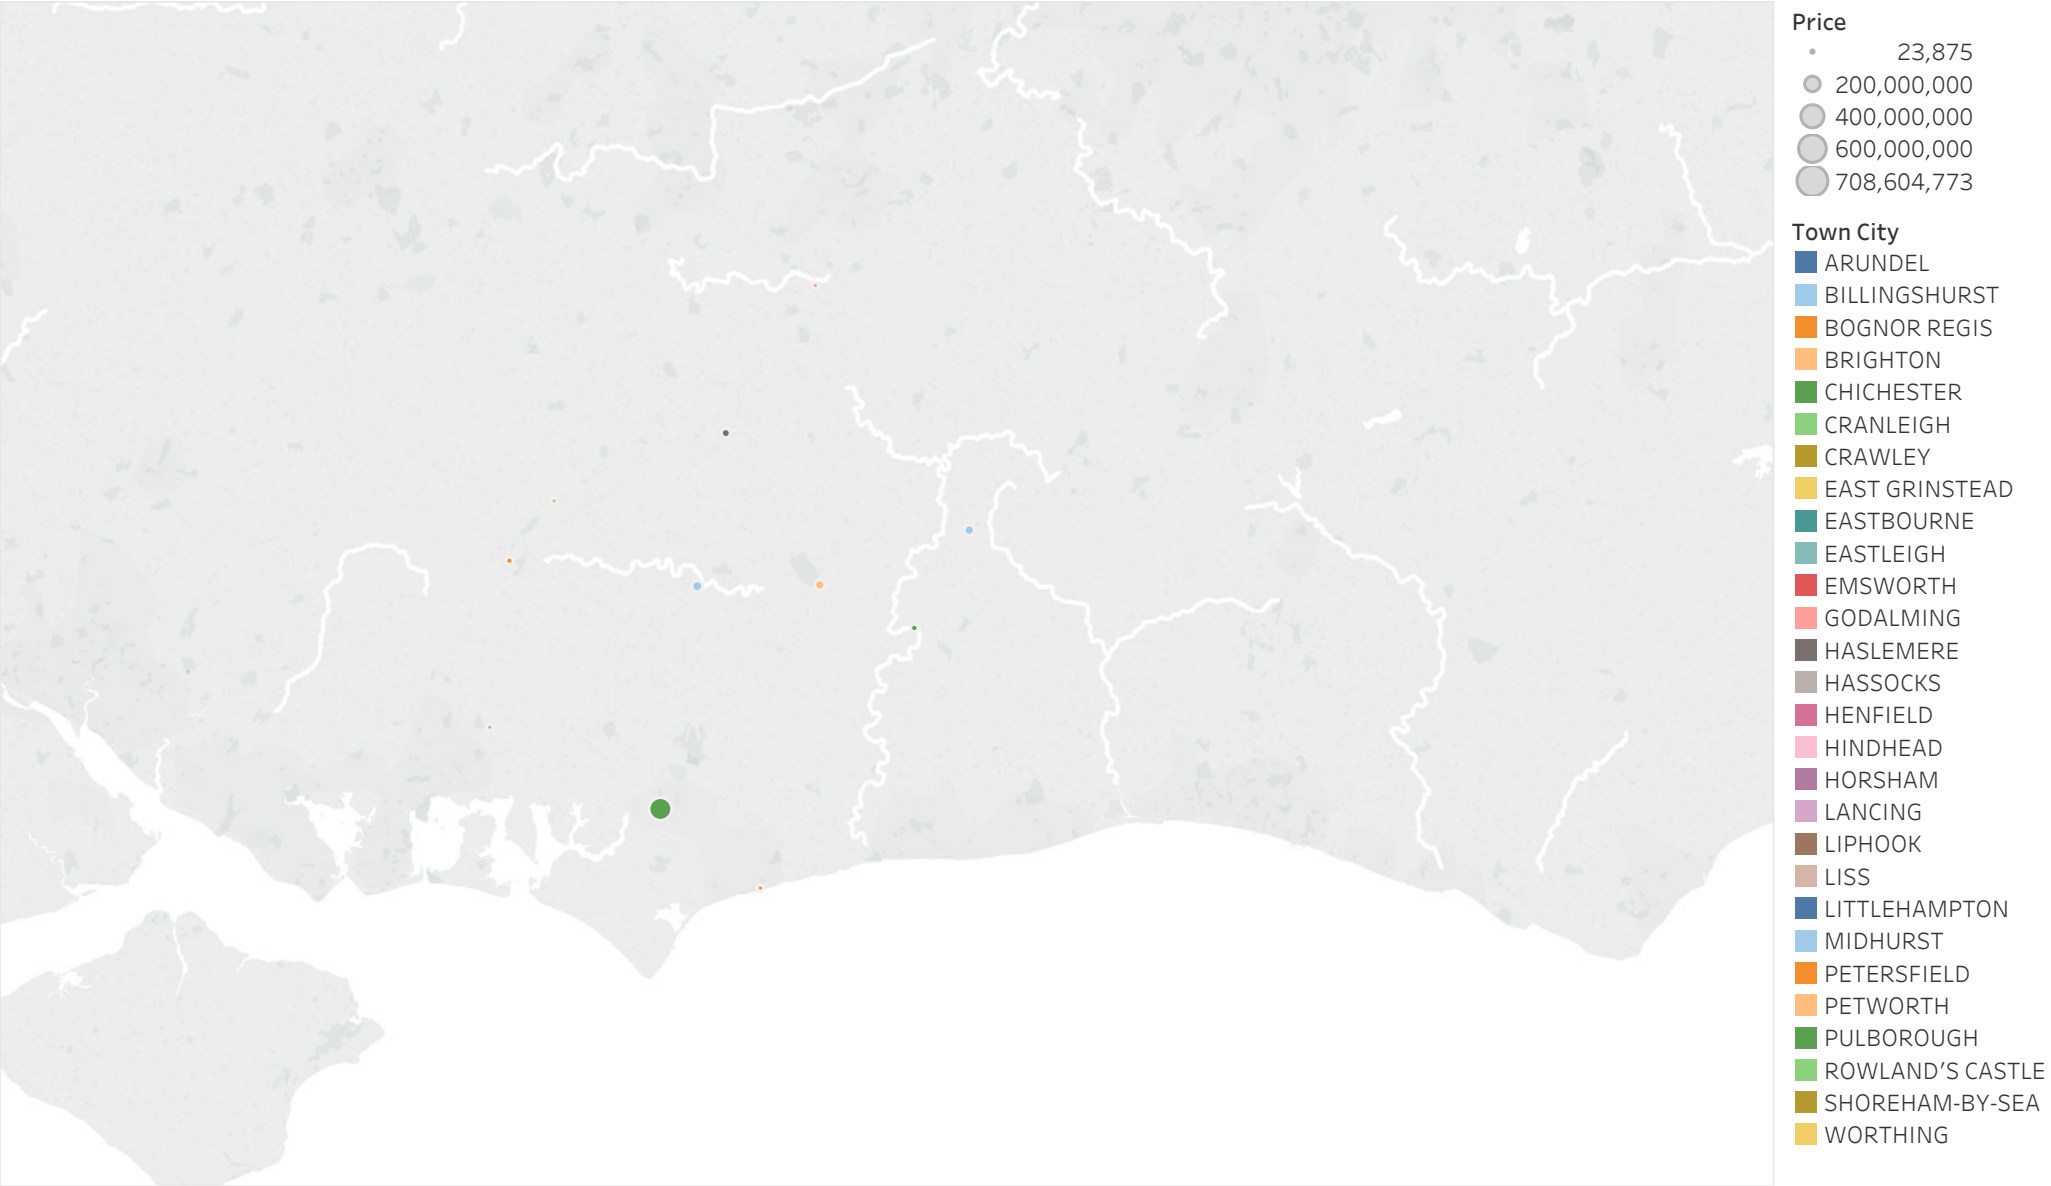 Price
23,875
200,000,000
400,000,000
600,000,000
708,604,773
Town City
ARUNDEL
BILLINGSHURST
BOGNOR REGIS
BRIGHTON
CHICHESTER
CRANLEIGH
CRAWLEY
EAST GRINSTEAD
EASTBOURNE
EASTLEIGH
EMSWORTH
GODALMING
HASLEMERE
HASSOCKS
HENFIELD
HINDHEAD
HORSHAM
LANCING
LIPHOOK
LISS
LITTLEHAMPTON
MIDHURST
PETERSFIELD
PETWORTH
PULBOROUGH
ROWLAND’S CASTLE
SHOREHAM-BY-SEA
WORTHING